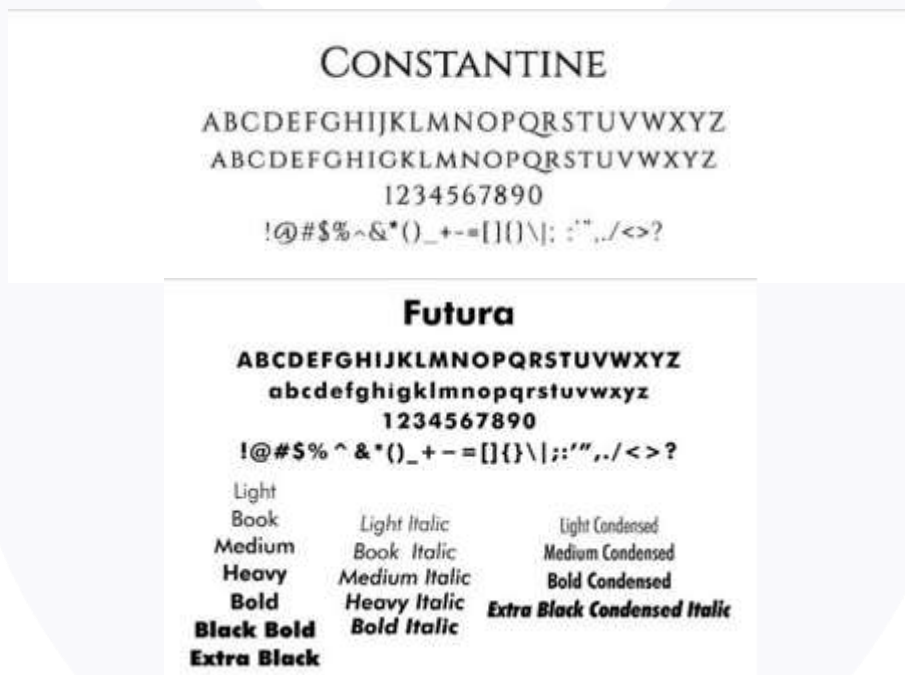 CONSTANTINE
ABCDEFGHIJKLMNOPQRSTUVWXYZ
ABCDEFGHIGKLMNOPQRSTUVWXYZ
1234567890
!@#$%^&*()_+-=[]{}\|; :'",./<>?
Futura
ABCDEFGHIJKLMNOPQRSTUVWXYZ
abcdefghigklmnopqrstuvwxyz
1234567890
!@#$%^&*()_+-=[]{}\|;:'",./<>?
Light
Book
Medium
Heavy
Bold
Black Bold
Extra Black
Light Italic
Book Italic
Medium Italic
Heavy Italic
Bold Italic
Light Condensed
Medium Condensed
Bold Condensed
Extra Black Condensed Italic